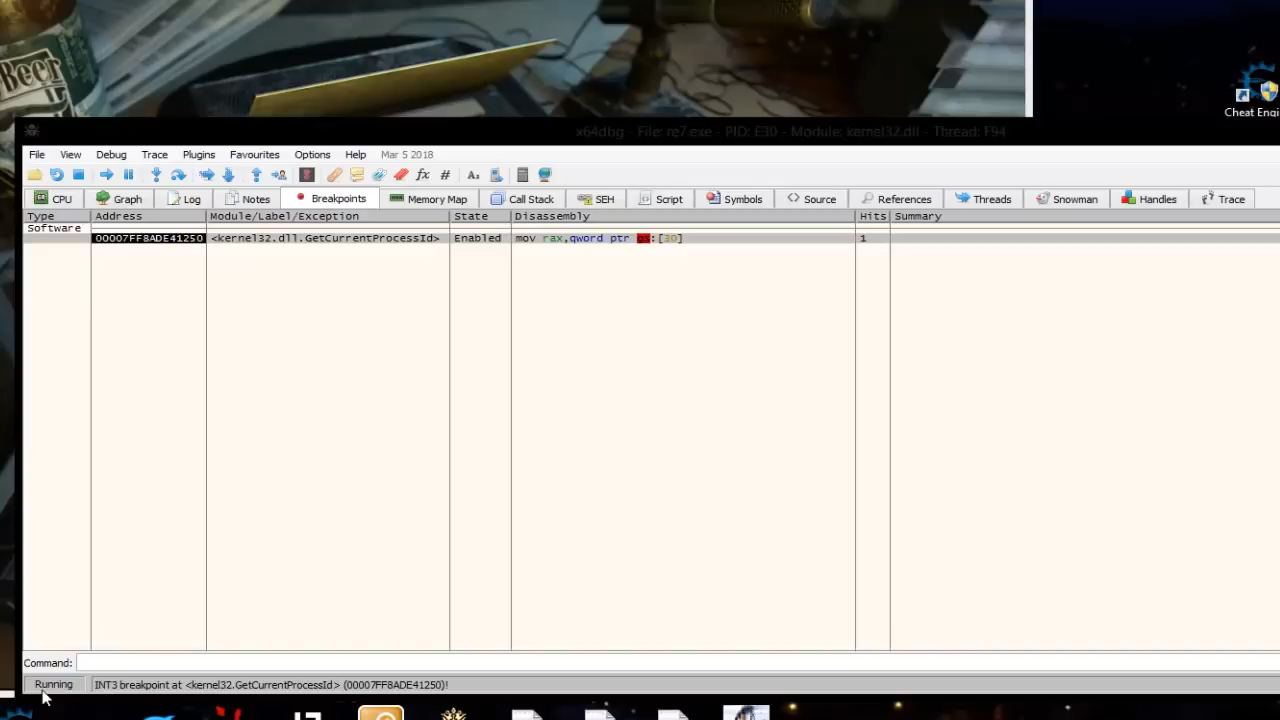 Beer
Cheat Engi
x64dbg - File: re7.exe - PID: E30 - Module: kernel32.dll - Thread: F94
File View Debug Trace Plugins Favourites Options Help Mar 5 2018
CPU Graph Log Notes Breakpoints Memory Map Call Stack SEH Script Symbols Source References Threads Snowman Handles Trace
Type Address Module/Label/Exception State Disassembly Hits Summary
Software
00007FF8ADE41250 <kernel32.dll.GetCurrentProcessId> Enabled mov rax,qword ptr gs:[30] 1
Command:
Running INT3 breakpoint at <kernel32.GetCurrentProcessId> (00007FF8ADE41250)!